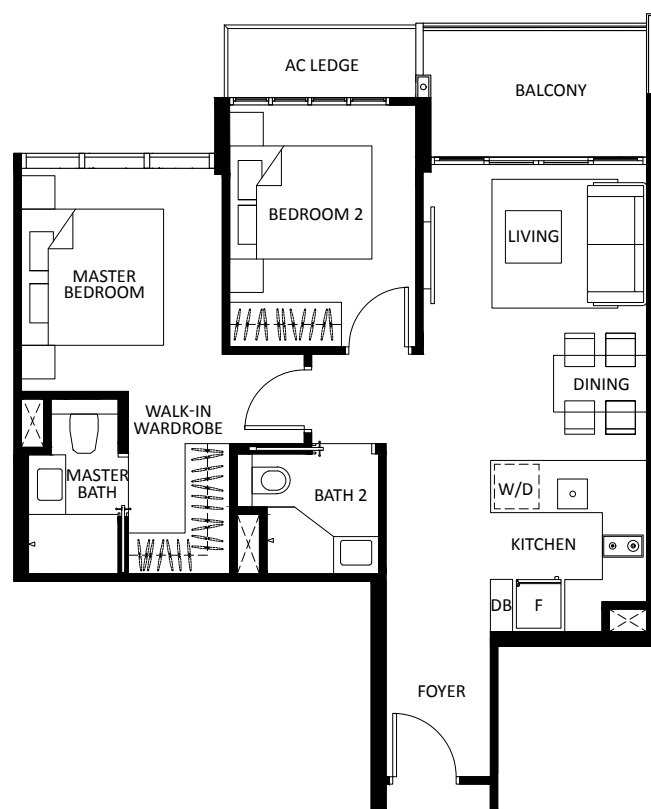 AC LEDGE
BALCONY
BEDROOM 2
LIVING
MASTER
BEDROOM
DINING
WALK-IN
WARDROBE
MASTER
BATH
BATH 2
W/D
KITCHEN
DB
F
FOYER